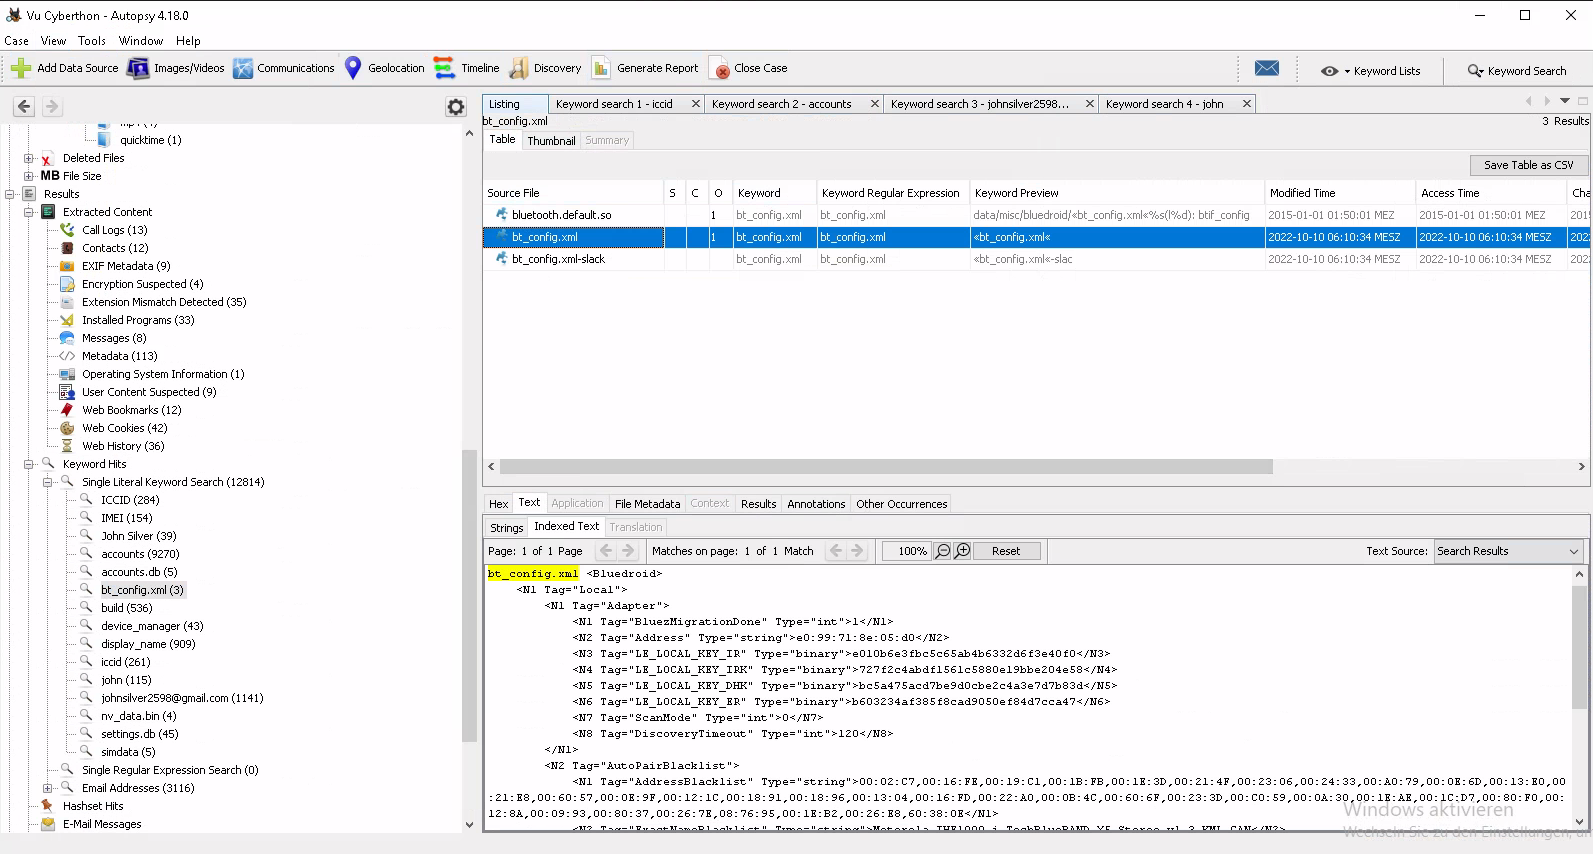 Vu Cyberthon - Autopsy 4.18.0
Case View Tools Window Help
Add Data Source Images/Videos Communications Geolocation Timeline Discovery Generate Report Close Case Keyword Lists Keyword Search
quicktime (1)
Deleted Files
MB File Size
Results
Extracted Content
Call Logs (13)
Contacts (12)
EXIF Metadata (9)
Encryption Suspected (4)
Extension Mismatch Detected (35)
Installed Programs (33)
Messages (8)
Metadata (113)
Operating System Information (1)
User Content Suspected (9)
Web Bookmarks (12)
Web Cookies (42)
Web History (36)
Keyword Hits
Single Literal Keyword Search (12814)
ICCID (284)
IMEI (154)
John Silver (39)
accounts (9270)
accounts.db (5)
bt_config.xml (3)
build (536)
device_manager (43)
display_name (909)
iccid (261)
john (115)
johnsilver2598@gmail.com (1141)
nv_data.bin (4)
settings.db (45)
simdata (5)
Single Regular Expression Search (0)
Email Addresses (3116)
Hashset Hits
E-Mail Messages
Listing Keyword search 1 - iccid Keyword search 2 - accounts Keyword search 3 - johnsilver2598... Keyword search 4 - john
bt_config.xml 3 Results
Table Thumbnail Summary
Save Table as CSV
Source File S C O Keyword Keyword Regular Expression Keyword Preview Modified Time Access Time Cha
bluetooth.default.so 1 bt_config.xml bt_config.xml data/misc/bluedroid/«bt_config.xml«%s(l%d): btif_config 2015-01-01 01:50:01 MEZ 2015-01-01 01:50:01 MEZ 201
bt_config.xml 1 bt_config.xml bt_config.xml «bt_config.xml« 2022-10-10 06:10:34 MESZ 2022-10-10 06:10:34 MESZ 202
bt_config.xml-slack bt_config.xml bt_config.xml «bt_config.xml«-slac 2022-10-10 06:10:34 MESZ 2022-10-10 06:10:34 MESZ 202
Hex Text Application File Metadata Context Results Annotations Other Occurrences
Strings Indexed Text Translation
Page: 1 of 1 Page Matches on page: 1 of 1 Match 100% Reset Text Source: Search Results
bt_config.xml <Bluedroid>
<N1 Tag="Local">
<N1 Tag="Adapter">
<N1 Tag="BluezMigrationDone" Type="int">1</N1>
<N2 Tag="Address" Type="string">e0:99:71:8e:05:d0</N2>
<N3 Tag="LE_LOCAL_KEY_IR" Type="binary">e010b6e3fbc5c65ab4b6332d6f3e40f0</N3>
<N4 Tag="LE_LOCAL_KEY_IRK" Type="binary">727f2c4abdf1561c5880e19bbe204e58</N4>
<N5 Tag="LE_LOCAL_KEY_DHK" Type="binary">bc5a475acd7be9d0cbe2c4a3e7d7b83d</N5>
<N6 Tag="LE_LOCAL_KEY_ER" Type="binary">b603234af385f8cad9050ef84d7cca47</N6>
<N7 Tag="ScanMode" Type="int">0</N7>
<N8 Tag="DiscoveryTimeout" Type="int">120</N8>
</N1>
<N2 Tag="AutoPairBlacklist">
<N1 Tag="AddressBlacklist" Type="string">00:02:C7,00:16:FE,00:19:C1,00:1B:FB,00:1E:3D,00:21:4F,00:23:06,00:24:33,00:A0:79,00:0E:6D,00:13:E0,00
:21:E8,00:60:57,00:0E:9F,00:12:1C,00:18:91,00:18:96,00:13:04,00:16:FD,00:22:A0,00:0B:4C,00:60:6F,00:23:3D,00:C0:59,00:0A:30,00:1E:AE,00:1C:D7,00:80:F0,00:
12:8A,00:09:93,00:80:37,00:26:7E,08:76:95,00:1E:B2,00:26:E8,60:38:0E</N1>
Windows aktivieren
Wechseln Sie zu den Einstellungen, um